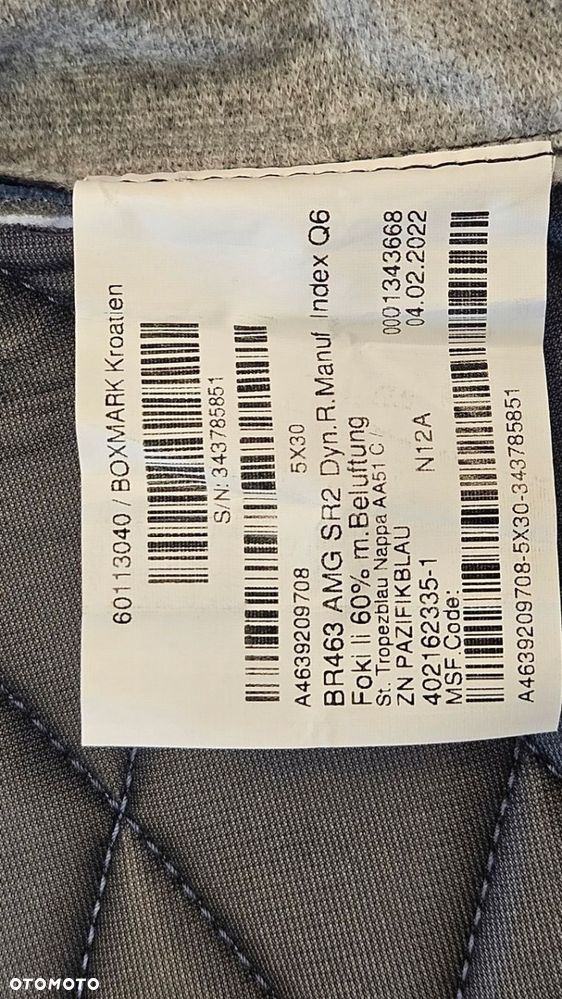 60113040 / BOXMARK Kroatien
S/N:343785851
A4639209708 5X30
BR463 AMG SR2 Dyn.R.Manuf Index Q6
Foki li 60% m.Belüftung
St. Tropezblau Nappa AA51 C / 0001343668
ZN PAZIFIKBLAU 04.02.2022
402162335-1 N12A
MSF.Code:
A4639209708-5X30-343785851
OTOMOTO